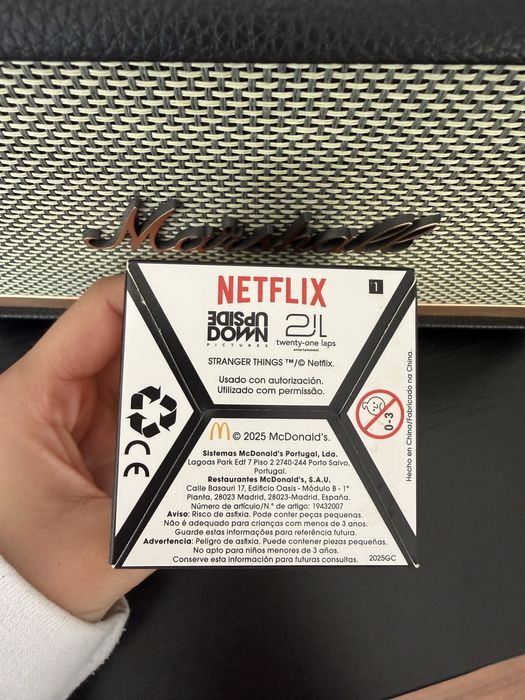 Marshall
NETFLIX
1
UPSIDE
DOWN
PICTURES
21L
twenty-one laps
entertainment
STRANGER THINGS ™/© Netflix.
Usado con autorización.
Utilizado com permissão.
Hecho en China/Fabricado na China.
0-3
CE
M © 2025 McDonald's.
Sistemas McDonald's Portugal, Lda.
Lagoas Park Edf 7 Piso 2 2740-244 Porto Salvo,
Portugal.
Restaurantes McDonald's, S.A.U.
Calle Basauri 17, Edificio Oasis - Módulo B - 1ª
Planta, 28023 Madrid, 28023-Madrid, España.
Número de artículo/N.º de artigo: 19432007
Aviso: Risco de asfixia. Pode conter peças pequenas.
Não é adequado para crianças com menos de 3 anos.
Guarde estas informações para referência futura.
Advertencia: Peligro de asfixia. Puede contener piezas pequeñas.
No apto para niños menores de 3 años.
Conserve esta información para futuras consultas.
2025GC